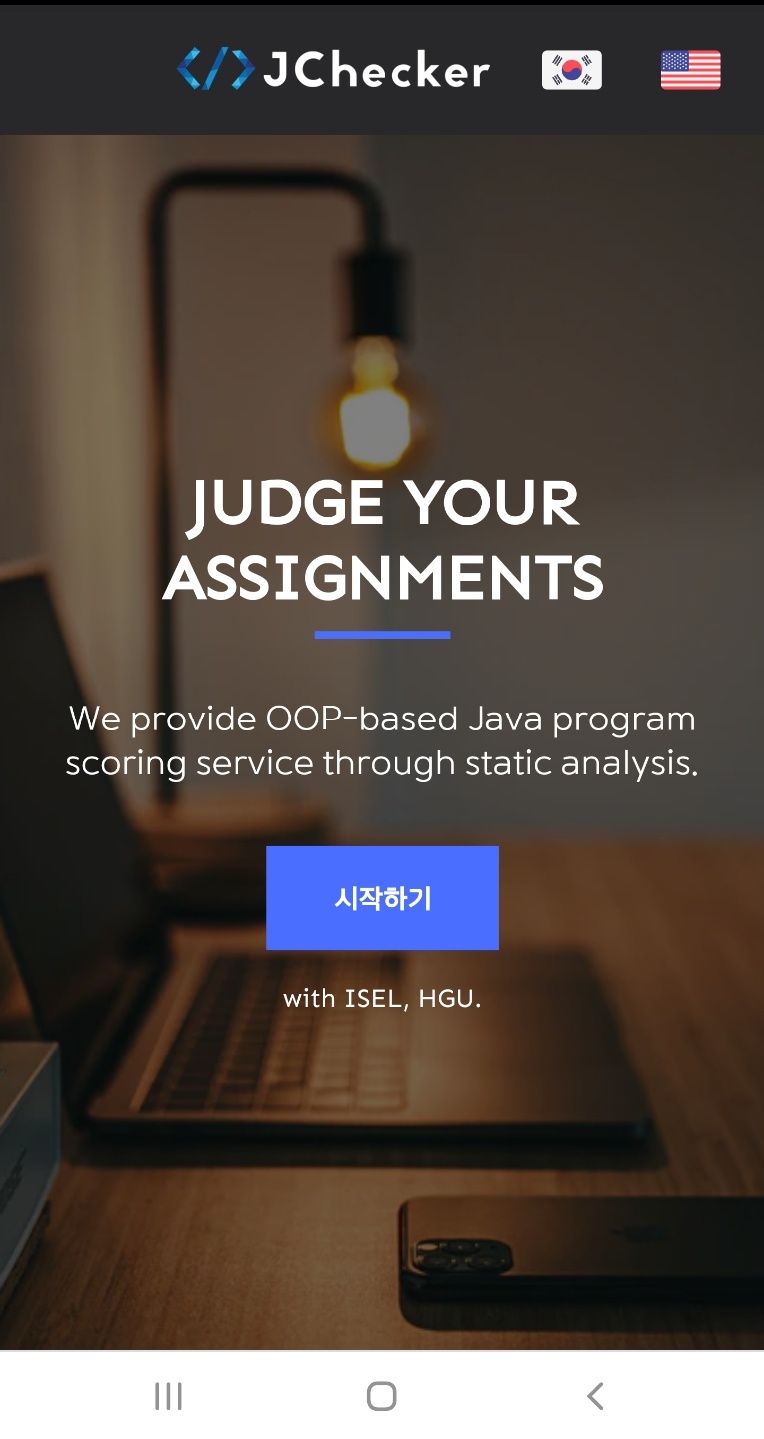 </> JChecker
JUDGE YOUR
ASSIGNMENTS
We provide OOP-based Java program
scoring service through static analysis.
시작하기
with ISEL, HGU.